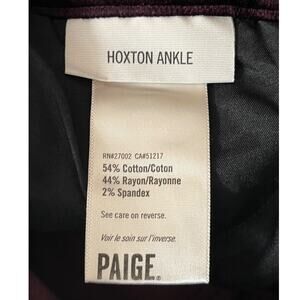 HOXTON ANKLE
RN#27002 CA#51217
54% Cotton/Coton
44% Rayon/Rayonne
2% Spandex
See care on reverse.
Voir le soin sur l'inverse.
PAIGE®